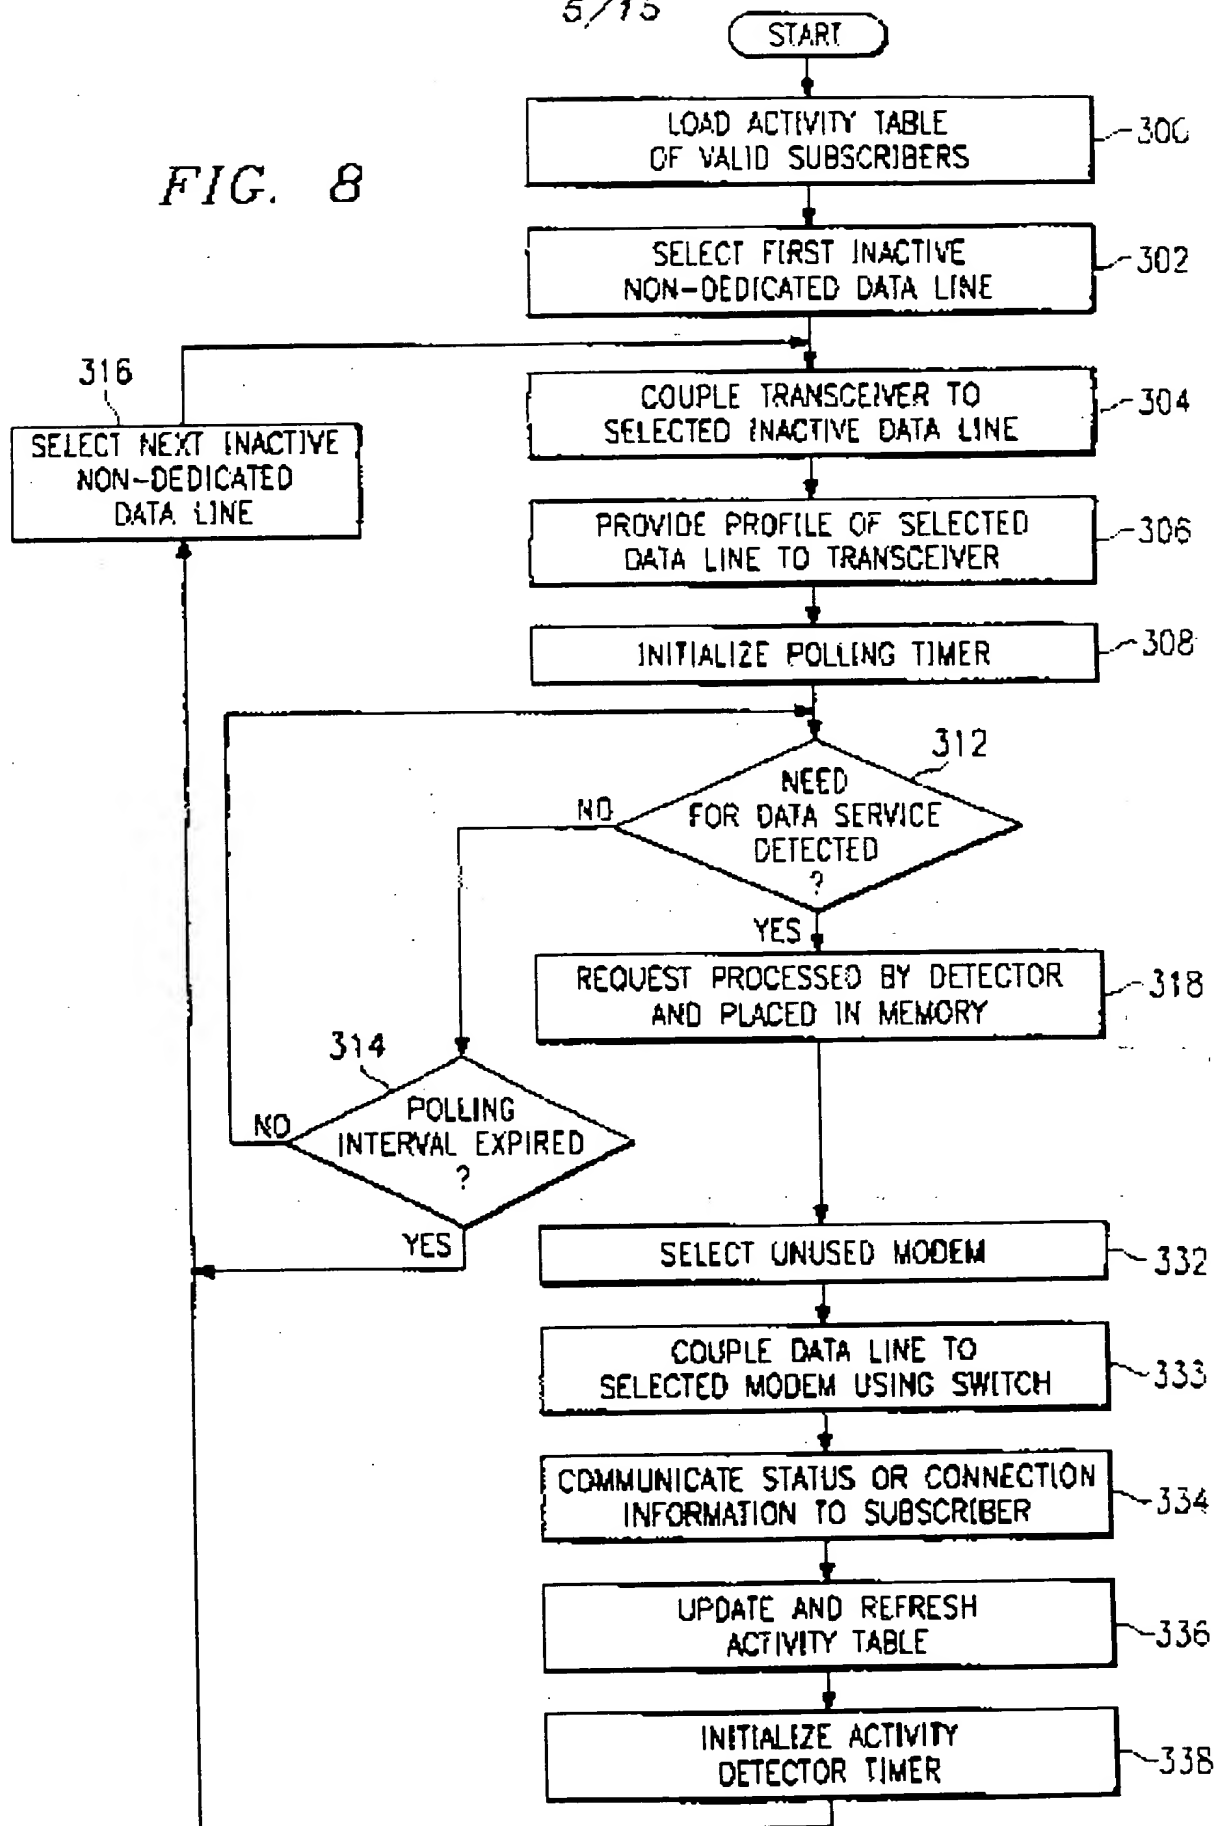 5/15
START
LOAD ACTIVITY TABLE
OF VALID SUBSCRIBERS
300
FIG. 8
SELECT FIRST INACTIVE
NON-DEDICATED DATA LINE
302
316
SELECT NEXT INACTIVE
NON-DEDICATED
DATA LINE
COUPLE TRANSCEIVER TO
SELECTED INACTIVE DATA LINE
304
PROVIDE PROFILE OF SELECTED
DATA LINE TO TRANSCEIVER
306
INITIALIZE POLLING TIMER
308
312
NEED
FOR DATA SERVICE
DETECTED
?
NO
YES
REQUEST PROCESSED BY DETECTOR
AND PLACED IN MEMORY
318
314
POLLING
INTERVAL EXPIRED
?
NO
YES
SELECT UNUSED MODEM
332
COUPLE DATA LINE TO
SELECTED MODEM USING SWITCH
333
COMMUNICATE STATUS OR CONNECTION
INFORMATION TO SUBSCRIBER
334
UPDATE AND REFRESH
ACTIVITY TABLE
336
INITIALIZE ACTIVITY
DETECTOR TIMER
338